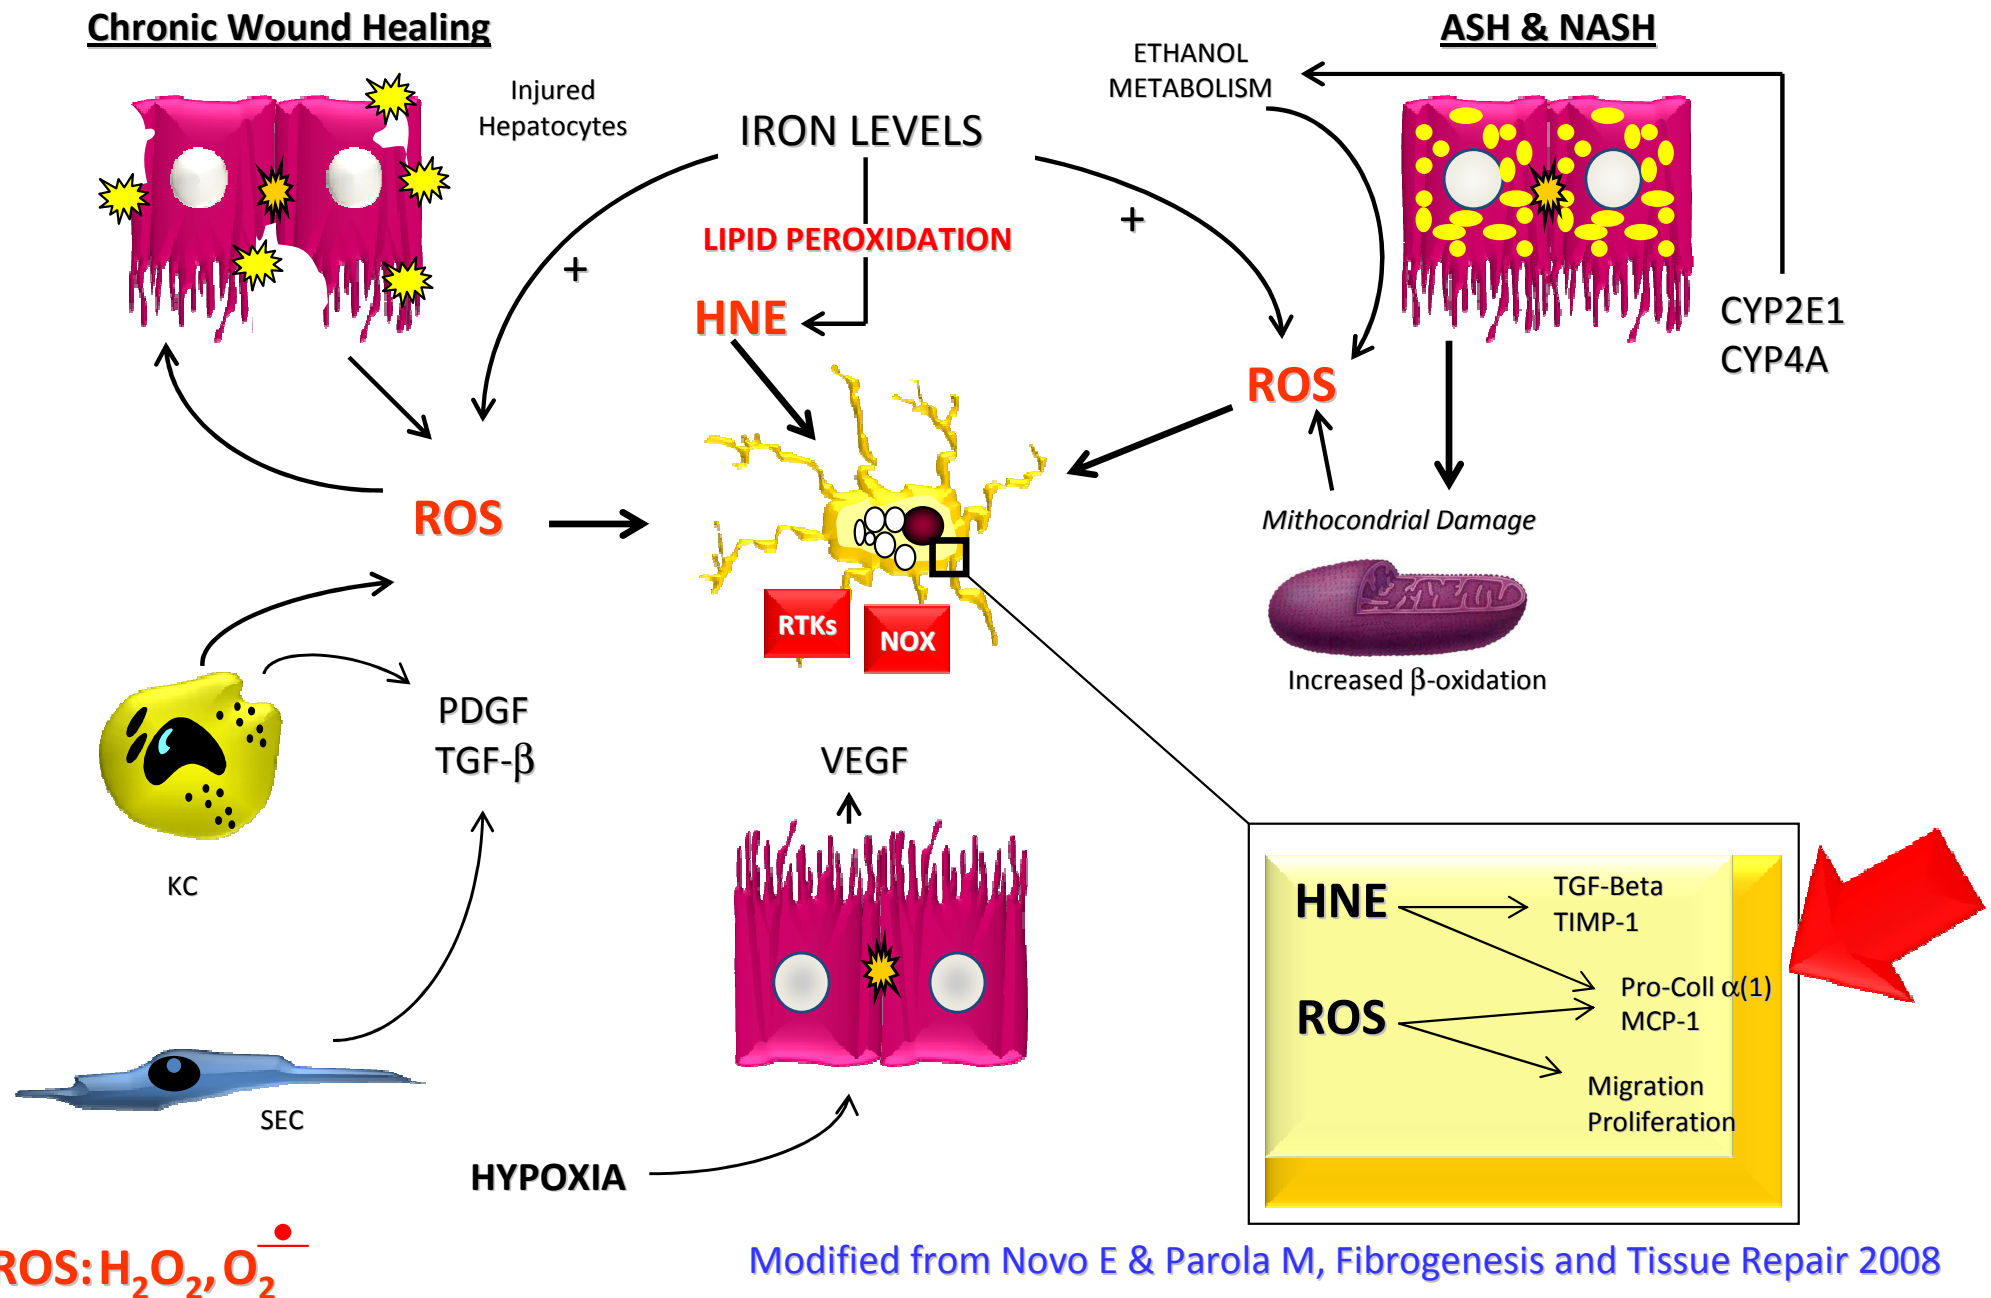 Chronic Wound Healing
ASH & NASH
Injured
Hepatocytes
ETHANOL
METABOLISM
IRON LEVELS
+
+
LIPID PEROXIDATION
HNE
CYP2E1
CYP4A
ROS
ROS
Mithocondrial Damage
RTKs
NOX
Increased β-oxidation
PDGF
TGF-β
VEGF
KC
SEC
HYPOXIA
HNE
TGF-Beta
TIMP-1
ROS
Pro-Coll α(1)
MCP-1
Migration
Proliferation
ROS: H₂O₂, O₂•−
Modified from Novo E & Parola M, Fibrogenesis and Tissue Repair 2008